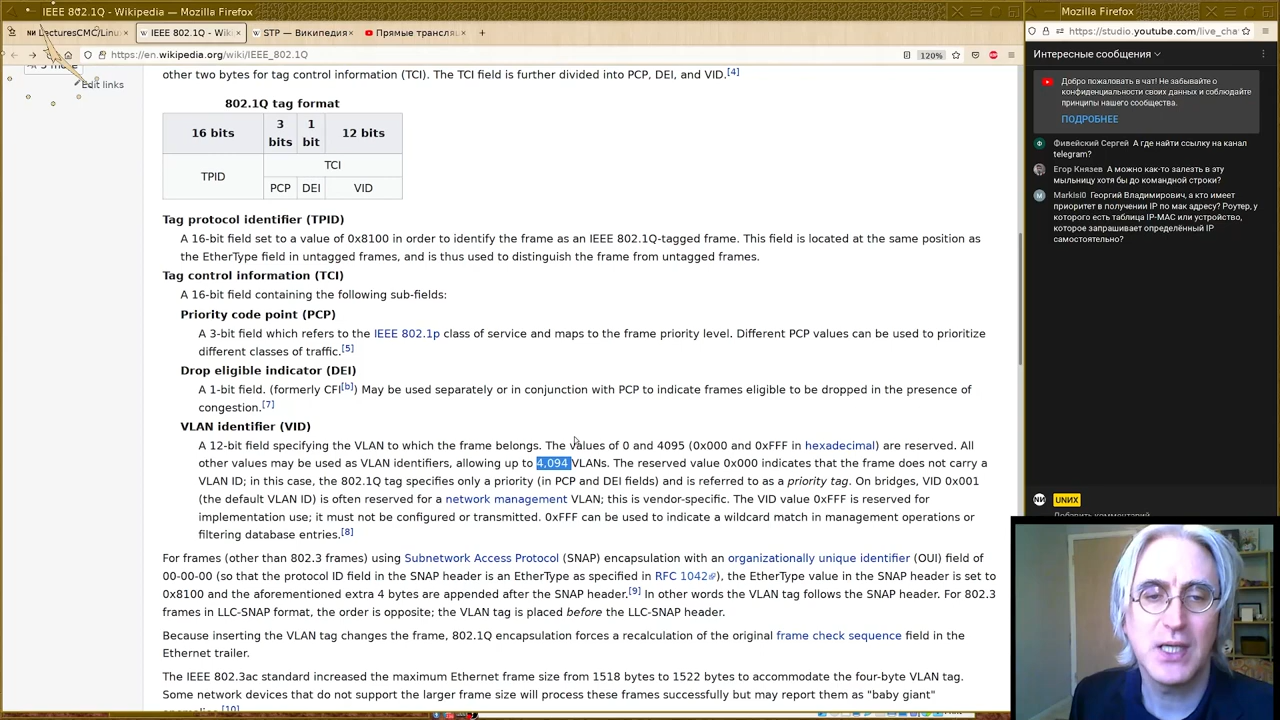 IEEE 802.1Q - Wikipedia — Mozilla Firefox
Mozilla Firefox
LecturesCMC/Linux
IEEE 802.1Q - Wikipedia
STP — Википедия
Прямые трансляц
https://en.wikipedia.org/wiki/IEEE_802.1Q
120%
https://studio.youtube.com/live_cha
Edit links
other two bytes for tag control information (TCI). The TCI field is further divided into PCP, DEI, and VID.[4]
802.1Q tag format
16 bits
3 bits
1 bit
12 bits
TPID
TCI
PCP
DEI
VID
Tag protocol identifier (TPID)
A 16-bit field set to a value of 0x8100 in order to identify the frame as an IEEE 802.1Q-tagged frame. This field is located at the same position as
the EtherType field in untagged frames, and is thus used to distinguish the frame from untagged frames.
Tag control information (TCI)
A 16-bit field containing the following sub-fields:
Priority code point (PCP)
A 3-bit field which refers to the IEEE 802.1p class of service and maps to the frame priority level. Different PCP values can be used to prioritize
different classes of traffic.[5]
Drop eligible indicator (DEI)
A 1-bit field. (formerly CFI[b]) May be used separately or in conjunction with PCP to indicate frames eligible to be dropped in the presence of
congestion.[7]
VLAN identifier (VID)
A 12-bit field specifying the VLAN to which the frame belongs. The values of 0 and 4095 (0x000 and 0xFFF in hexadecimal) are reserved. All
other values may be used as VLAN identifiers, allowing up to 4,094 VLANs. The reserved value 0x000 indicates that the frame does not carry a
VLAN ID; in this case, the 802.1Q tag specifies only a priority (in PCP and DEI fields) and is referred to as a priority tag. On bridges, VID 0x001
(the default VLAN ID) is often reserved for a network management VLAN; this is vendor-specific. The VID value 0xFFF is reserved for
implementation use; it must not be configured or transmitted. 0xFFF can be used to indicate a wildcard match in management operations or
filtering database entries.[8]
For frames (other than 802.3 frames) using Subnetwork Access Protocol (SNAP) encapsulation with an organizationally unique identifier (OUI) field of
00-00-00 (so that the protocol ID field in the SNAP header is an EtherType as specified in RFC 1042), the EtherType value in the SNAP header is set to
0x8100 and the aforementioned extra 4 bytes are appended after the SNAP header.[9] In other words the VLAN tag follows the SNAP header. For 802.3
frames in LLC-SNAP format, the order is opposite; the VLAN tag is placed before the LLC-SNAP header.
Because inserting the VLAN tag changes the frame, 802.1Q encapsulation forces a recalculation of the original frame check sequence field in the
Ethernet trailer.
The IEEE 802.3ac standard increased the maximum Ethernet frame size from 1518 bytes to 1522 bytes to accommodate the four-byte VLAN tag.
Some network devices that do not support the larger frame size will process these frames successfully but may report them as "baby giant"
[10]
Интересные сообщения
Добро пожаловать в чат! Не забывайте о
конфиденциальности своих данных и соблюдайте
принципы нашего сообщества.
ПОДРОБНЕЕ
Фивейский Сергей А где найти ссылку на канал
telegram?
Егор Князев А можно как-то залезть в эту
мыльницу хотя бы до командной строки?
Markisi0 Георгий Владимирович, а кто имеет
приоритет в получении IP по мак адресу? Роутер, у
которого есть таблица IP-MAC или устройство,
которое запрашивает определённый IP
самостоятельно?
UNИX